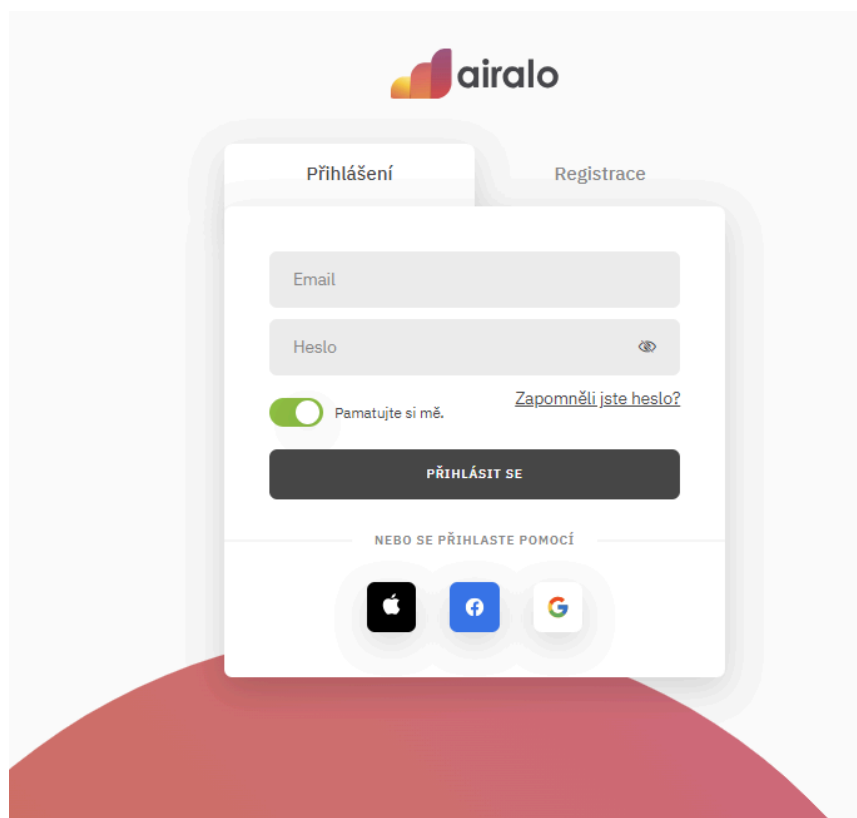 airalo
Přihlášení
Registrace
Email
Heslo
Pamatujte si mě.
Zapomněli jste heslo?
PŘIHLÁSIT SE
NEBO SE PŘIHLASTE POMOCÍ